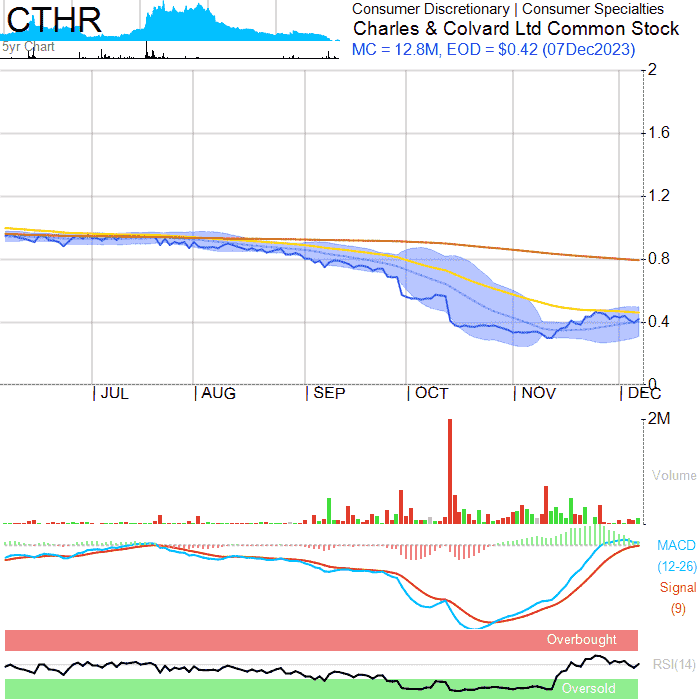 CTHR
Consumer Discretionary | Consumer Specialties
Charles & Colvard Ltd Common Stock
MC = 12.8M, EOD = $0.42 (07Dec2023)
5yr Chart
2
1.6
1.2
0.8
0.4
0
JUL AUG SEP OCT NOV DEC
2M
Volume
MACD
(12-26)
Signal
(9)
Overbought
RSI(14)
Oversold